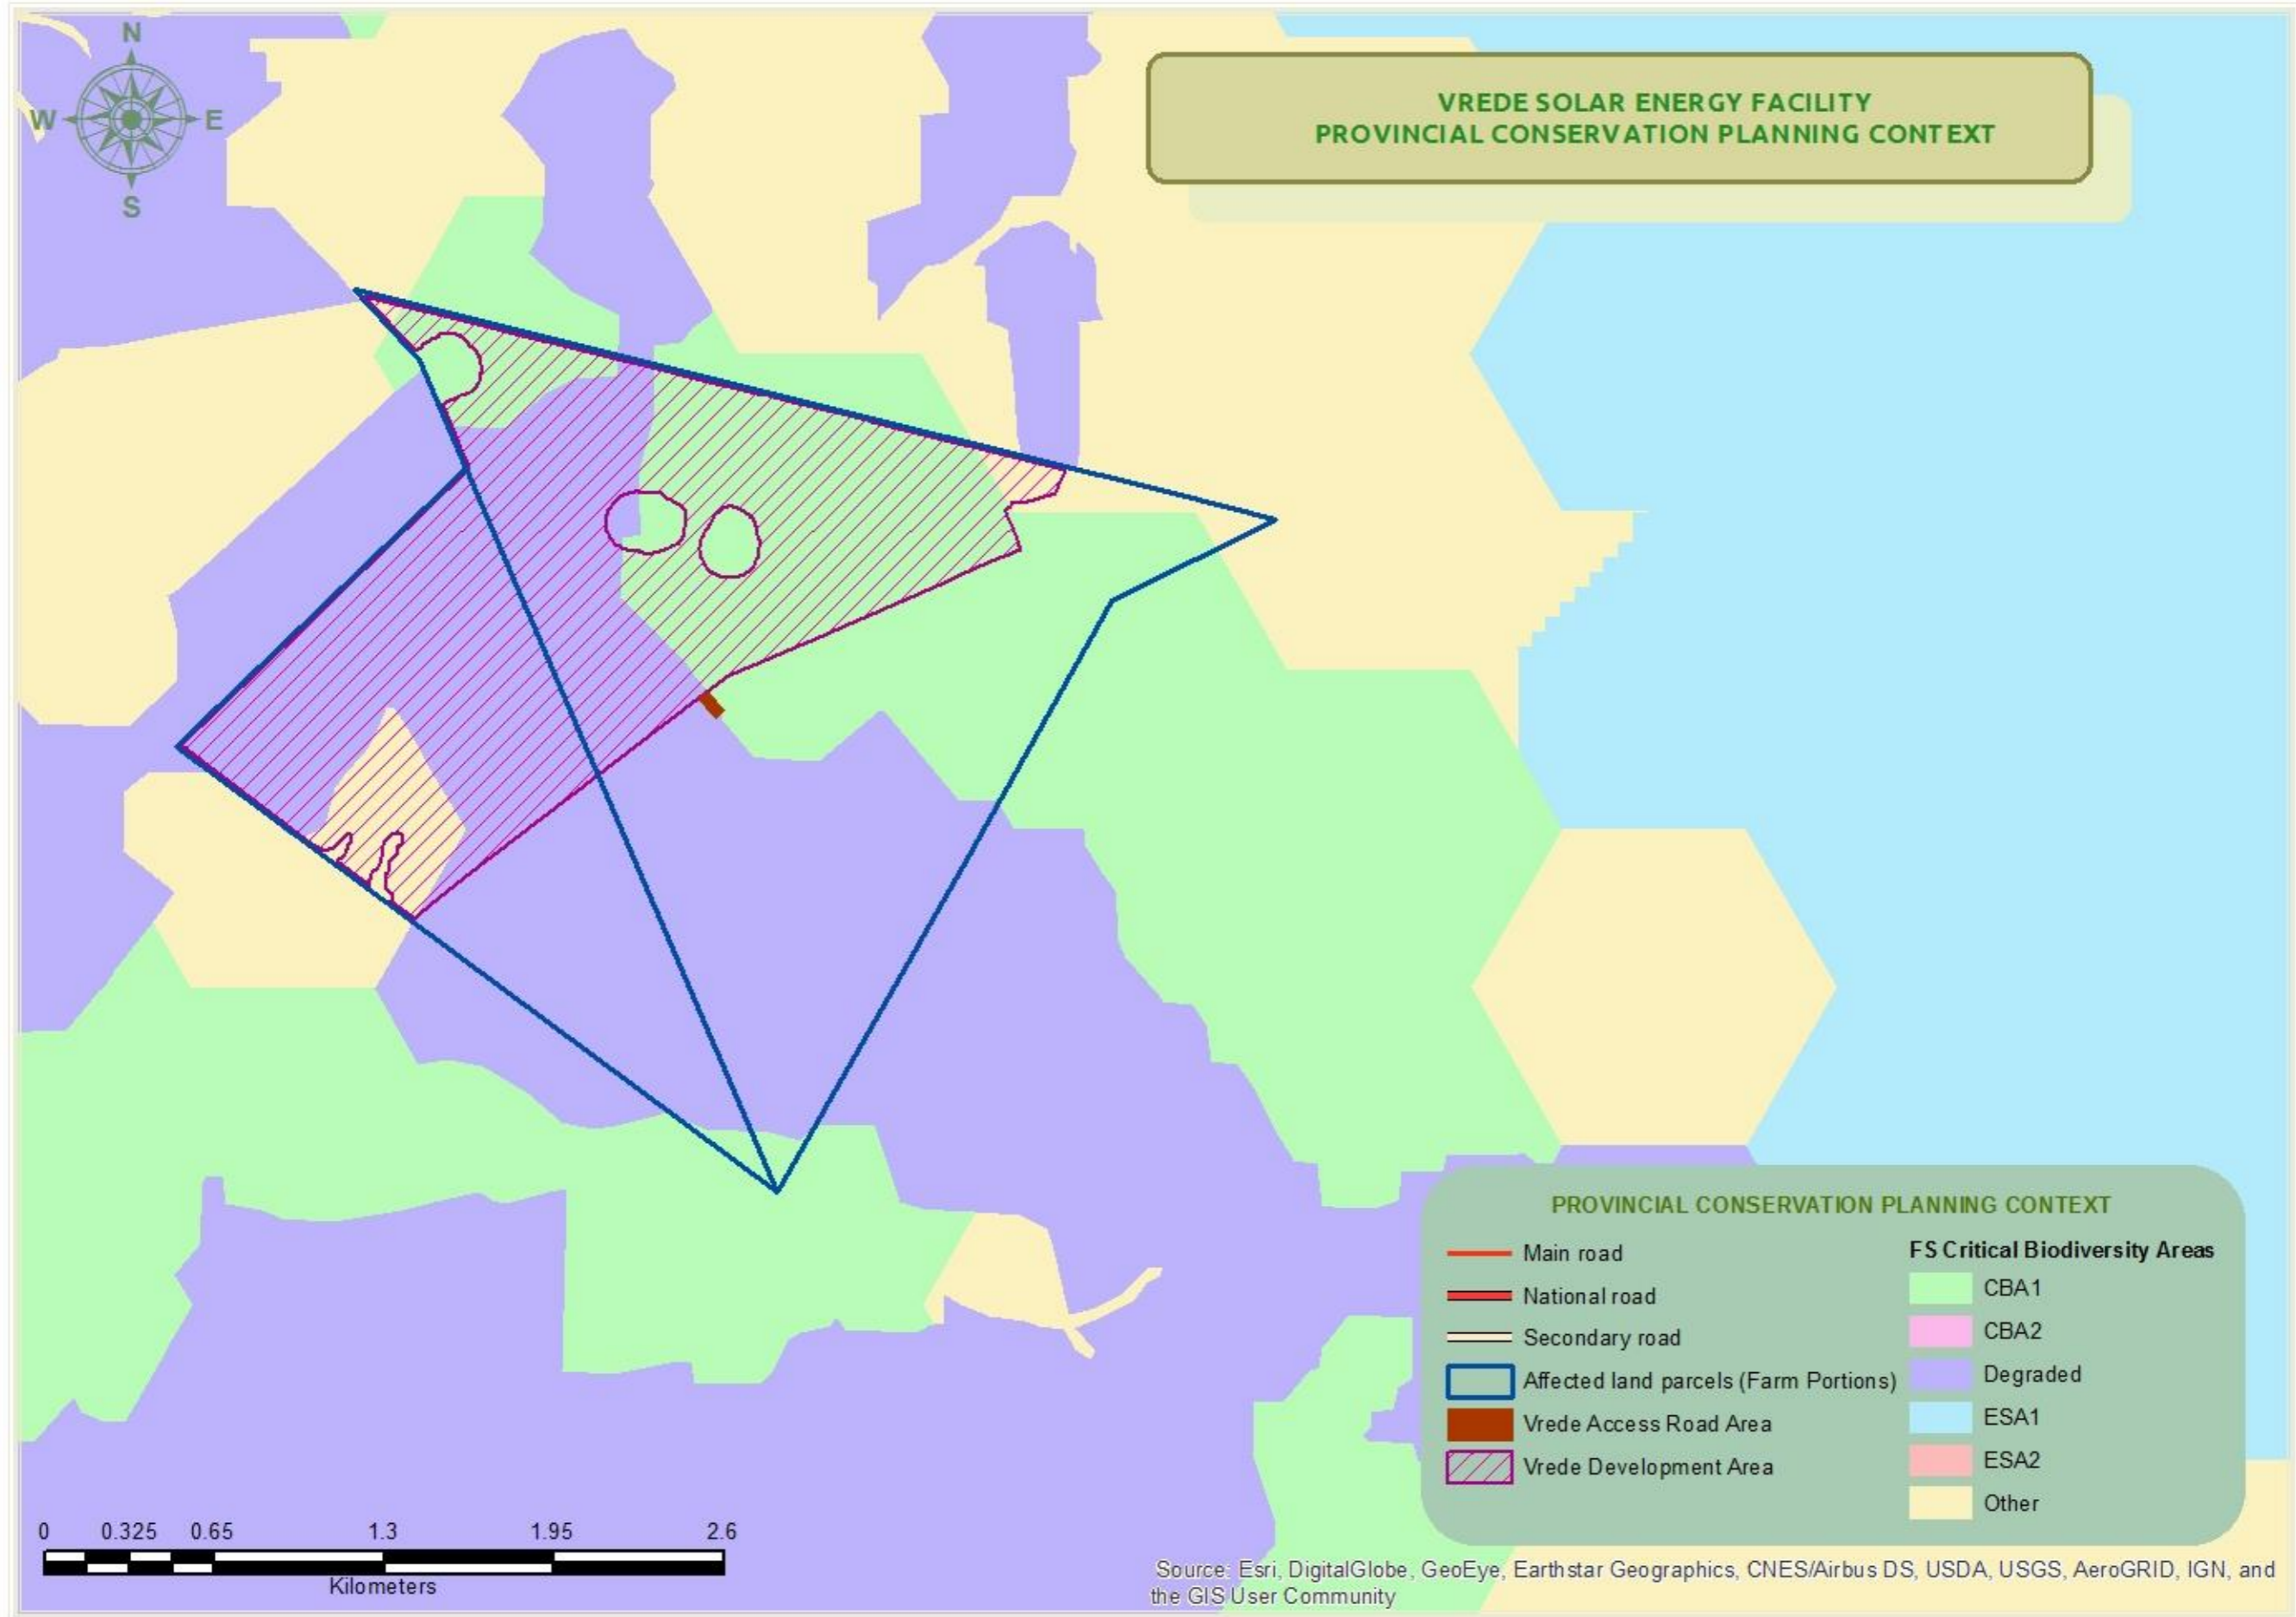 N
W E
S
VREDE SOLAR ENERGY FACILITY
PROVINCIAL CONSERVATION PLANNING CONTEXT
PROVINCIAL CONSERVATION PLANNING CONTEXT
Main road
National road
Secondary road
Affected land parcels (Farm Portions)
Vrede Access Road Area
Vrede Development Area
FS Critical Biodiversity Areas
CBA1
CBA2
Degraded
ESA1
ESA2
Other
0 0.325 0.65 1.3 1.95 2.6
Kilometers
Source: Esri, DigitalGlobe, GeoEye, Earthstar Geographics, CNES/Airbus DS, USDA, USGS, AeroGRID, IGN, and
the GIS User Community